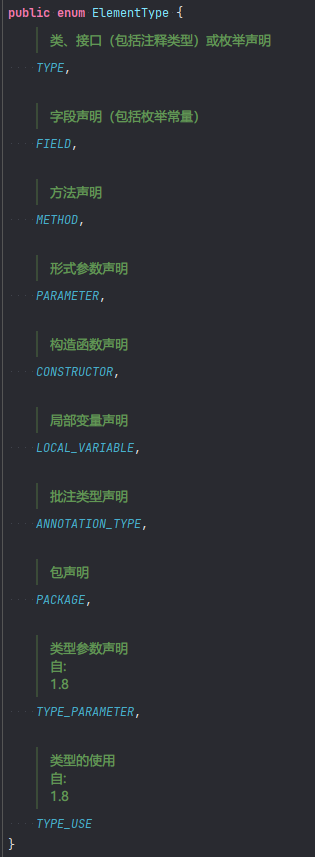 public enum ElementType {
类、接口（包括注释类型）或枚举声明
TYPE,
字段声明（包括枚举常量）
FIELD,
方法声明
METHOD,
形式参数声明
PARAMETER,
构造函数声明
CONSTRUCTOR,
局部变量声明
LOCAL_VARIABLE,
批注类型声明
ANNOTATION_TYPE,
包声明
PACKAGE,
类型参数声明
自:
1.8
TYPE_PARAMETER,
类型的使用
自:
1.8
TYPE_USE
}